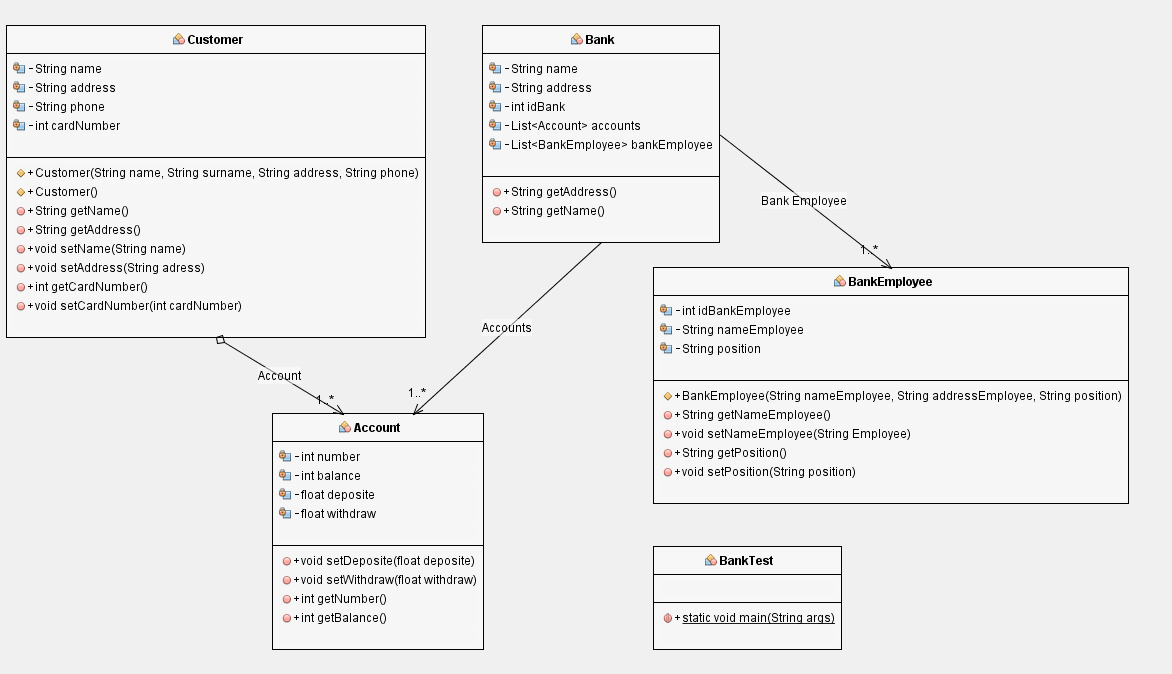 Customer
-String name
-String address
-String phone
-int cardNumber
+Customer(String name, String surname, String address, String phone)
+Customer()
+String getName()
+String getAddress()
+void setName(String name)
+void setAddress(String adress)
+int getCardNumber()
+void setCardNumber(int cardNumber)
Bank
-String name
-String address
-int idBank
-List<Account> accounts
-List<BankEmployee> bankEmployee
+String getAddress()
+String getName()
Bank Employee
1..*
Accounts
1..*
Account
1..*
BankEmployee
-int idBankEmployee
-String nameEmployee
-String position
+BankEmployee(String nameEmployee, String addressEmployee, String position)
+String getNameEmployee()
+void setNameEmployee(String Employee)
+String getPosition()
+void setPosition(String position)
Account
-int number
-int balance
-float deposite
-float withdraw
+void setDeposite(float deposite)
+void setWithdraw(float withdraw)
+int getNumber()
+int getBalance()
BankTest
+static void main(String args)